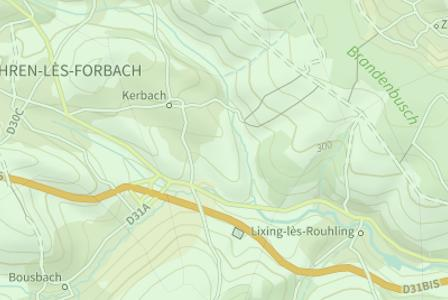 Z
Brandenbusch
HREN-LÈS-FORBACH
Kerbach
D30C
300
S
D31A
Lixing-lès-Rouhling
Bousbach
D31BIS